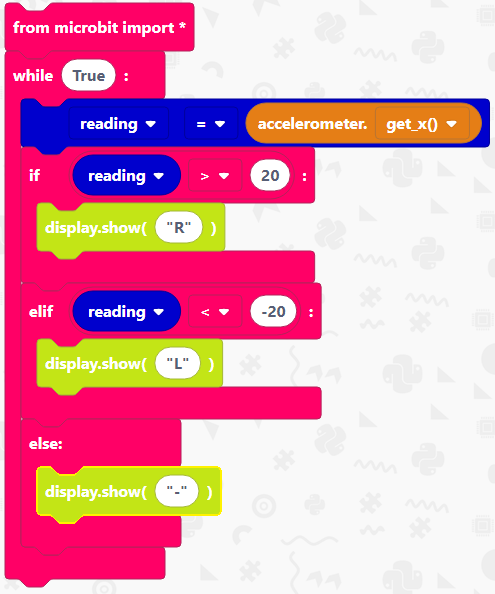 from microbit import *
while True :
reading = accelerometer. get_x()
if reading > 20 :
display.show( "R" )
elif reading < -20 :
display.show( "L" )
else:
display.show( "-" )